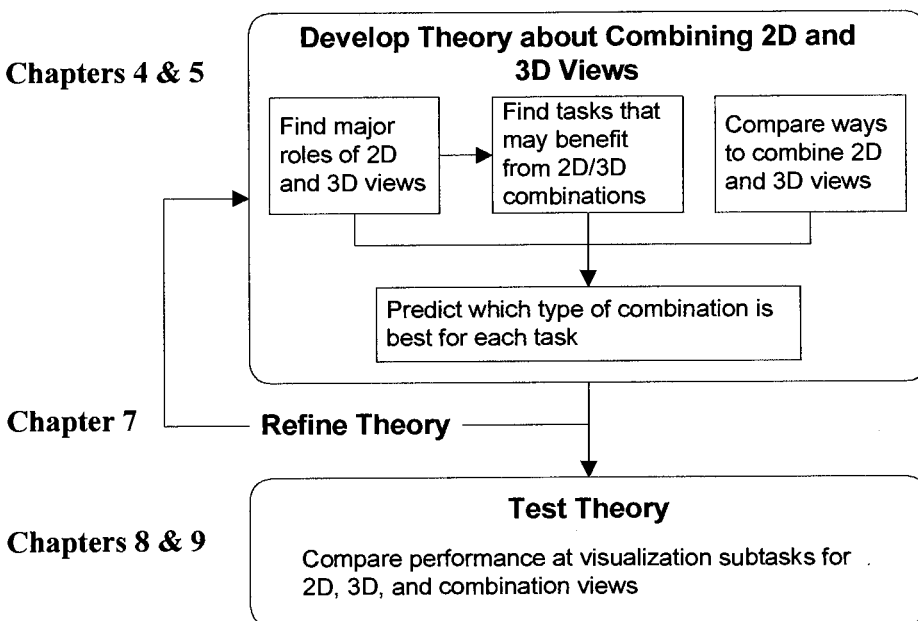 Develop Theory about Combining 2D and
3D Views
Chapters 4 & 5
Find major
roles of 2D
and 3D views
Find tasks that
may benefit
from 2D/3D
combinations
Compare ways
to combine 2D
and 3D views
Predict which type of combination is
best for each task
Chapter 7
Refine Theory
Test Theory
Chapters 8 & 9
Compare performance at visualization subtasks for
2D, 3D, and combination views